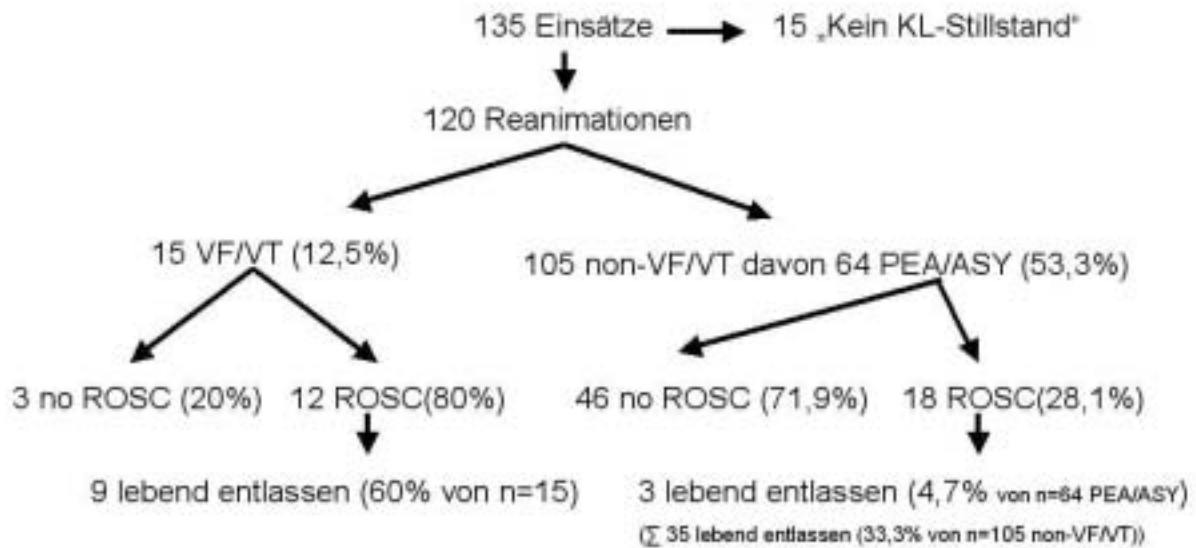 135 Einsätze
15 „Kein KL-Stillstand“
120 Reanimationen
15 VF/VT (12,5%)
105 non-VF/VT davon 64 PEA/ASY (53,3%)
3 no ROSC (20%)
12 ROSC(80%)
46 no ROSC (71,9%)
18 ROSC(28,1%)
9 lebend entlassen (60% von n=15)
3 lebend entlassen (4,7% von n=64 PEA/ASY)
(∑ 35 lebend entlassen (33,3% von n=105 non-VF/VT))